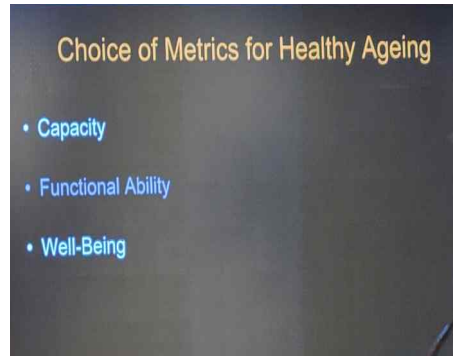 Choice of Metrics for Healthy Ageing
• Capacity
• Functional Ability
• Well-Being